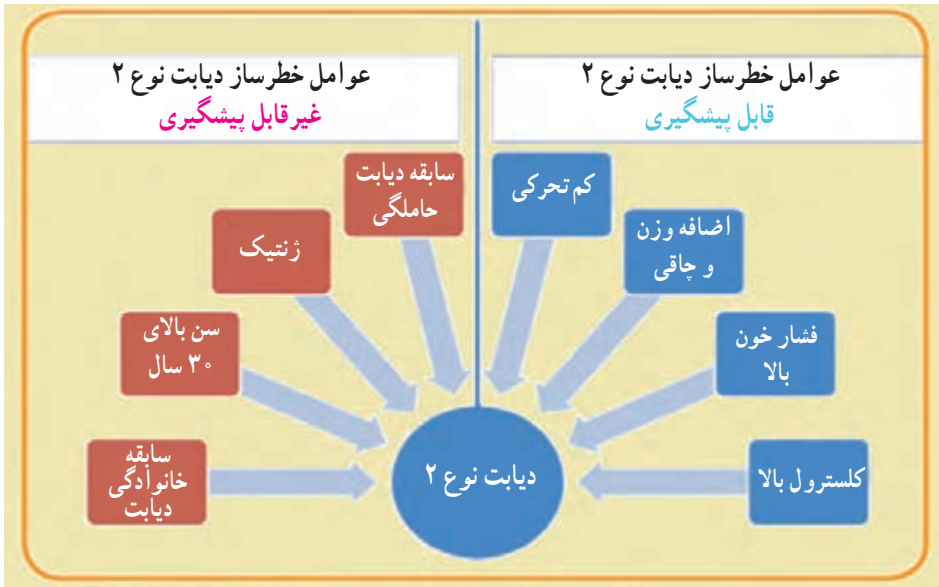 عوامل خطرساز دیابت نوع ۲
قابل پیشگیری
کم تحرکی
اضافه وزن
و چاقی
فشار خون
بالا
کلسترول بالا
عوامل خطرساز دیابت نوع ۲
غیرقابل پیشگیری
سابقه دیابت
حاملگی
ژنتیک
سن بالای
۳۰ سال
سابقه
خانوادگی
دیابت
دیابت نوع ۲